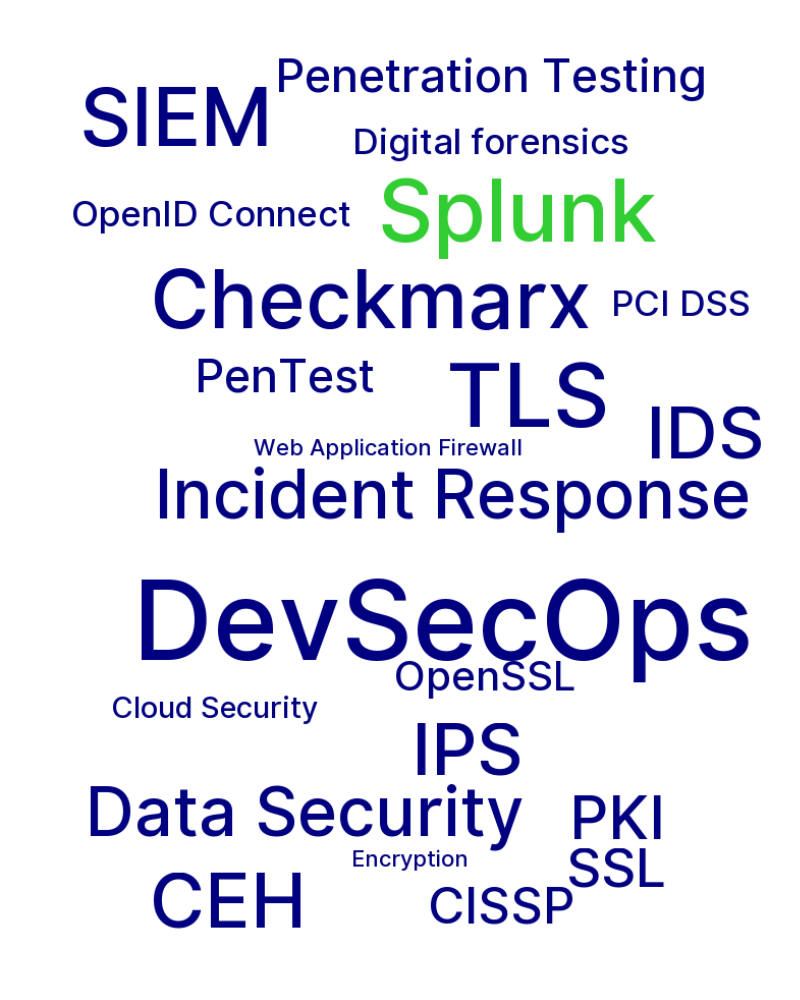 Penetration Testing
SIEM
Digital forensics
OpenID Connect
Splunk
Checkmarx
PCI DSS
PenTest
TLS
IDS
Web Application Firewall
Incident Response
DevSecOps
OpenSSL
Cloud Security
IPS
Data Security
PKI
Encryption
SSL
CEH
CISSP